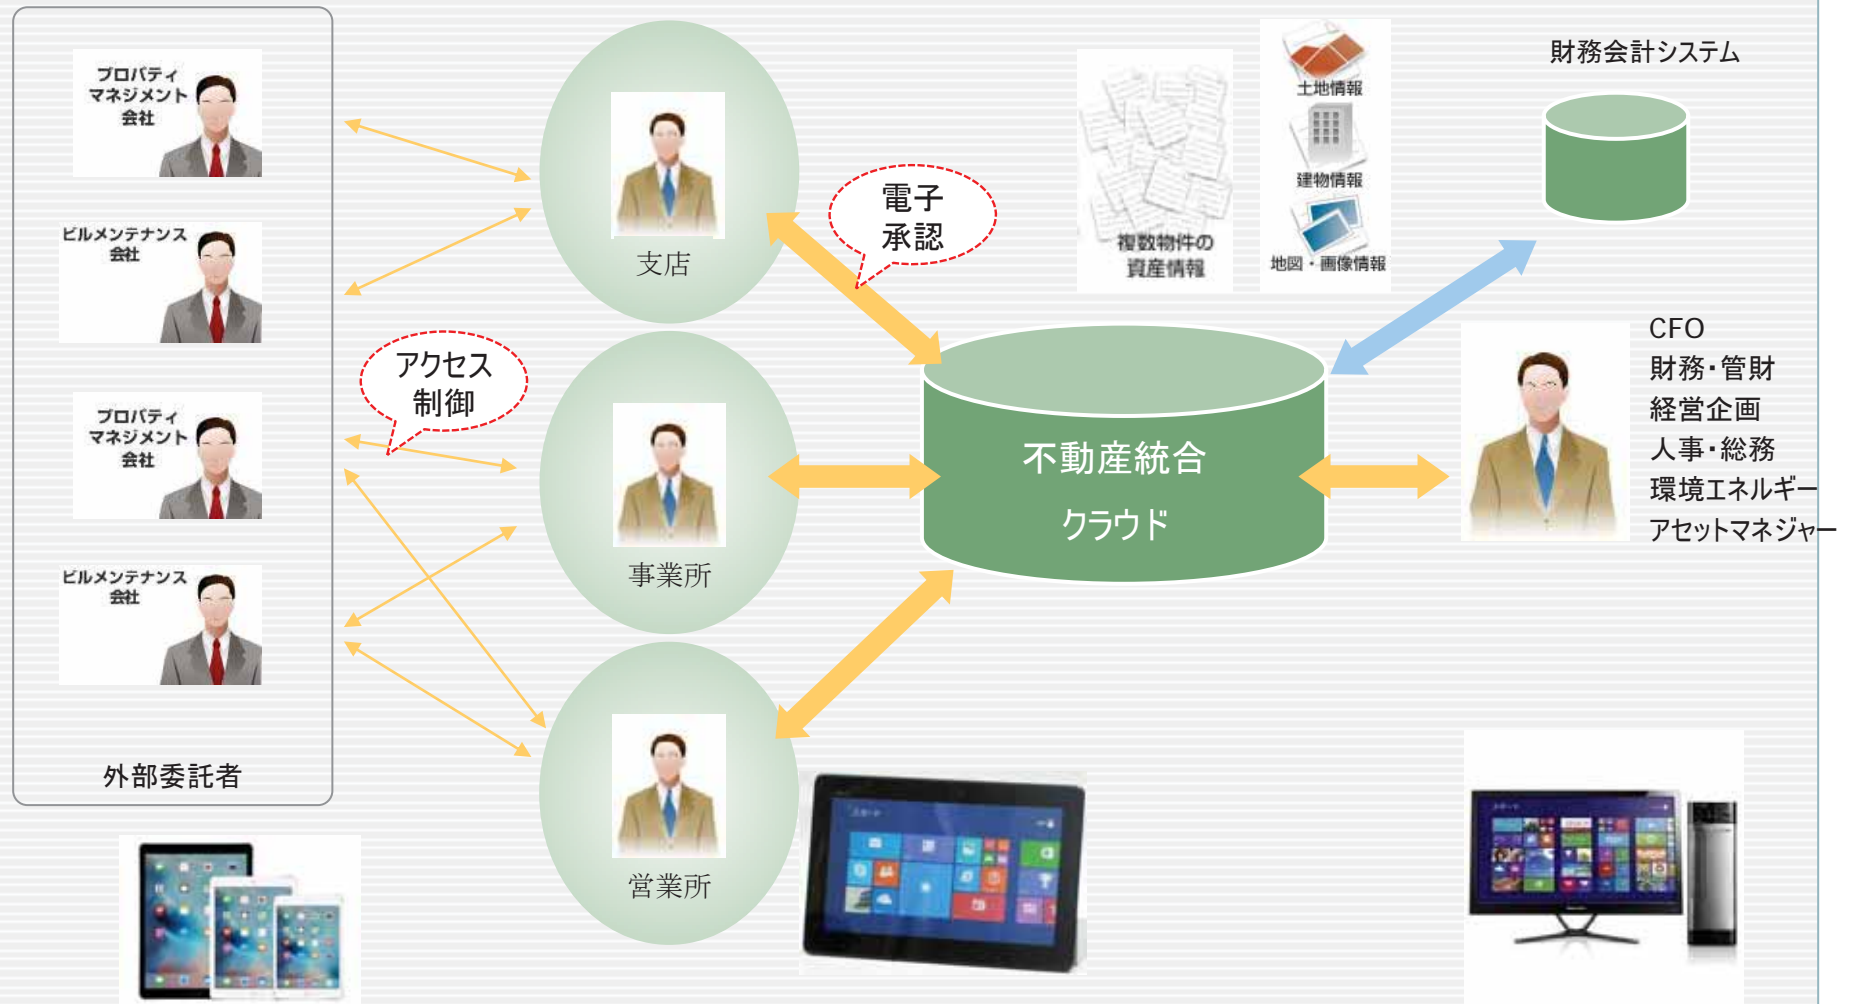 プロパティ
マネジメント
会社
ビルメンテナンス
会社
プロパティ
マネジメント
会社
ビルメンテナンス
会社
外部委託者
アクセス
制御
支店
事業所
営業所
電子
承認
複数物件の
資産情報
土地情報
建物情報
地図・画像情報
財務会計システム
不動産統合
クラウド
CFO
財務・管財
経営企画
人事・総務
環境エネルギー
アセットマネジャー
スタート